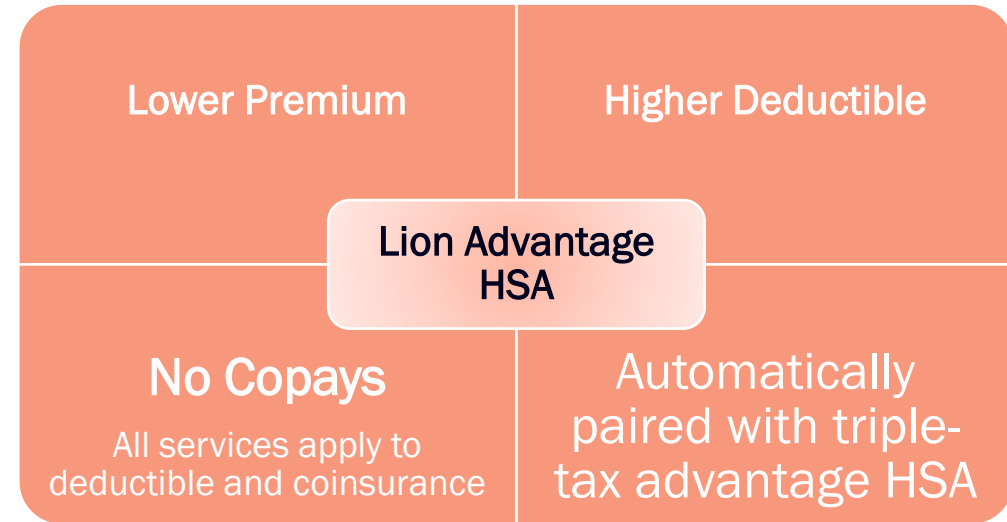 Lower Premium
Higher Deductible
Lion Advantage
HSA
No Copays
All services apply to
deductible and coinsurance
Automatically
paired with triple-
tax advantage HSA